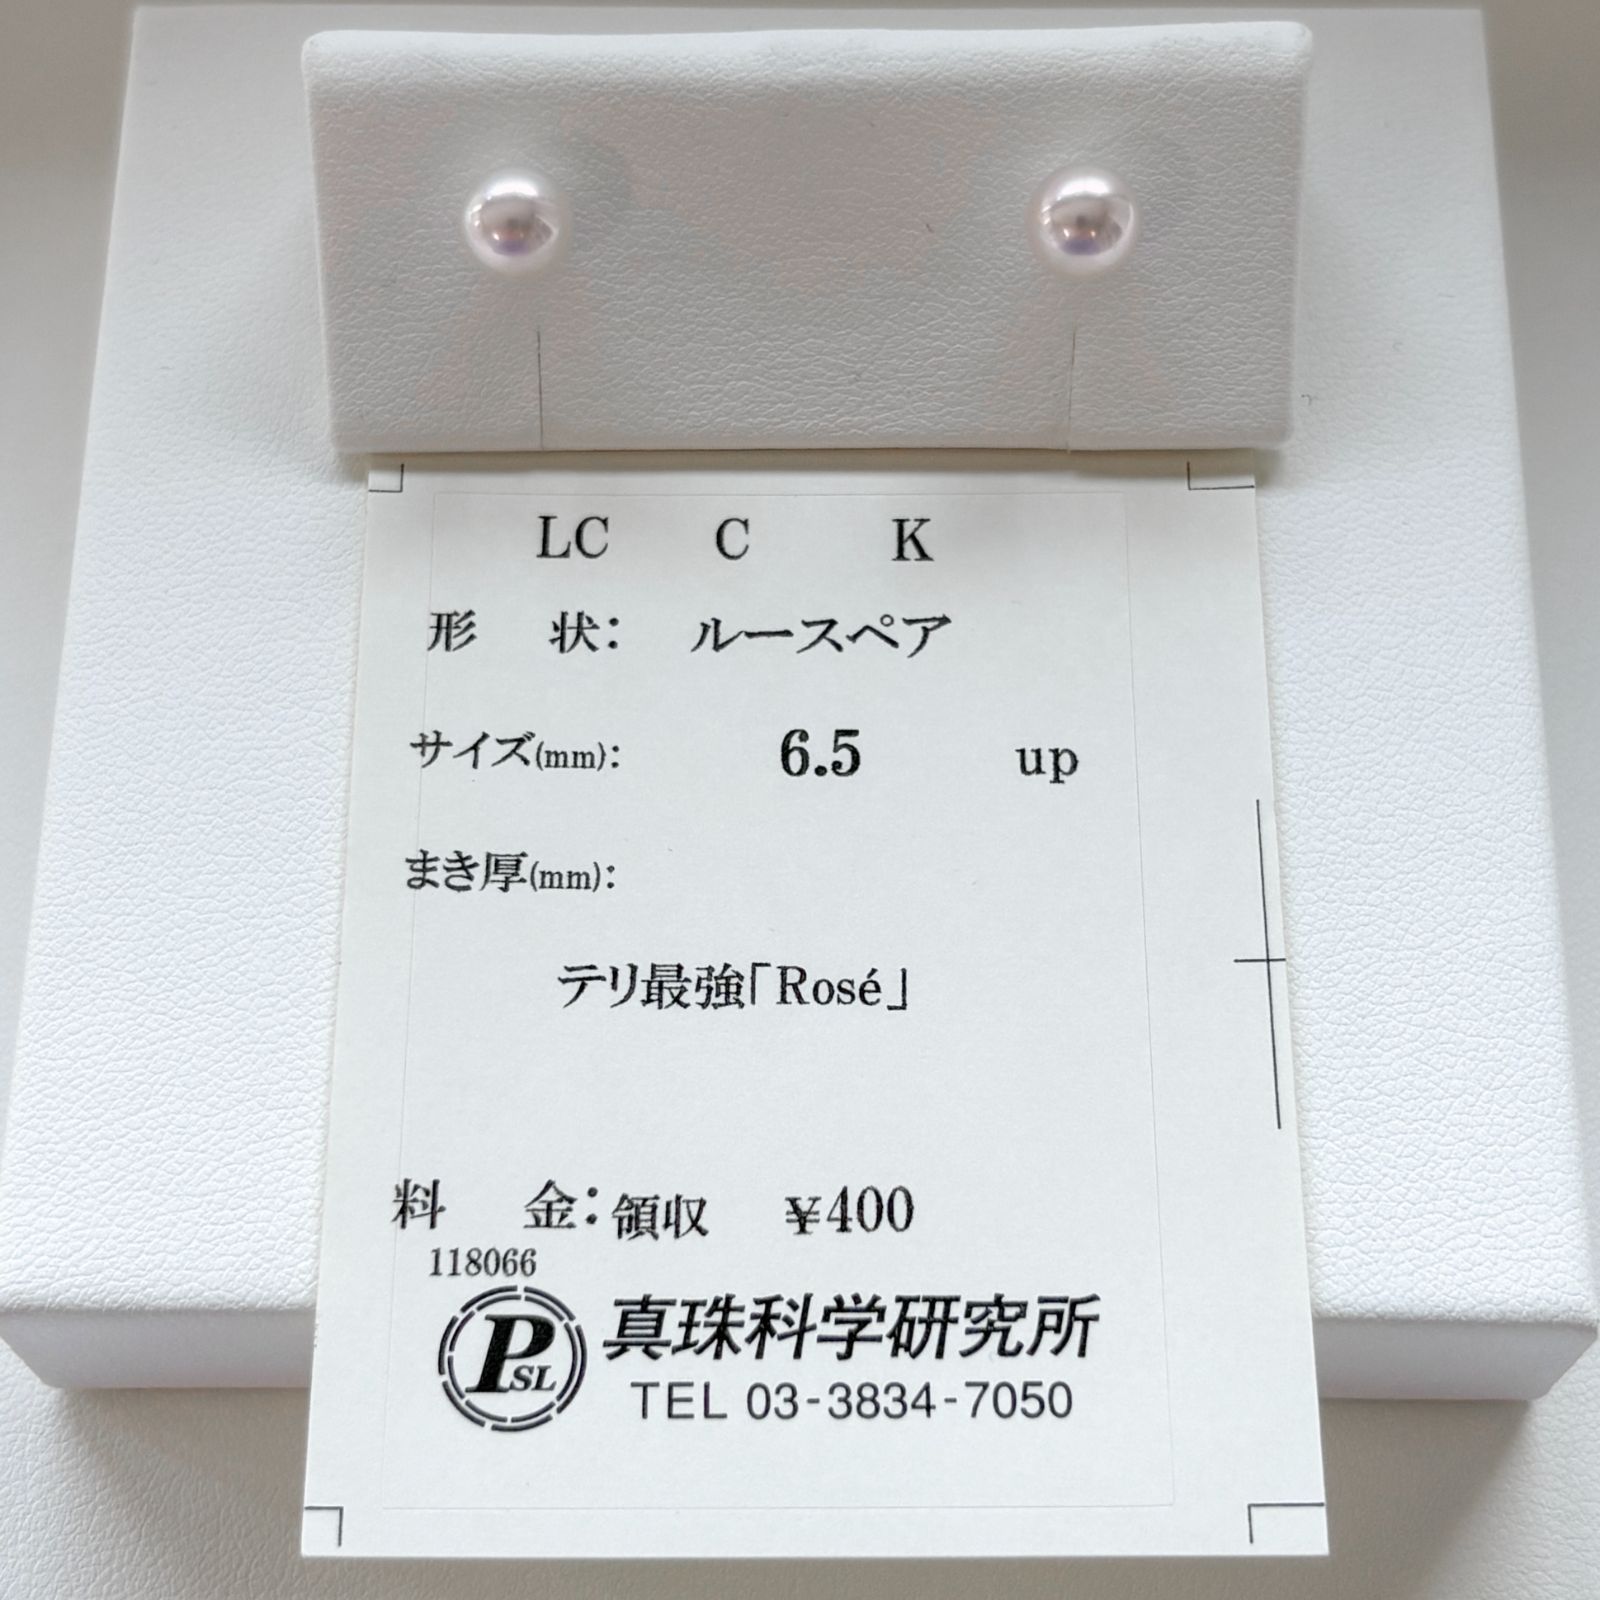 LC C K
形 状: ルースペア
サイズ(mm): 6.5 up
まき厚(mm):
テリ最強「Rosé」
料 金:領収 ¥400
118066
PSL 真珠科学研究所
TEL 03-3834-7050